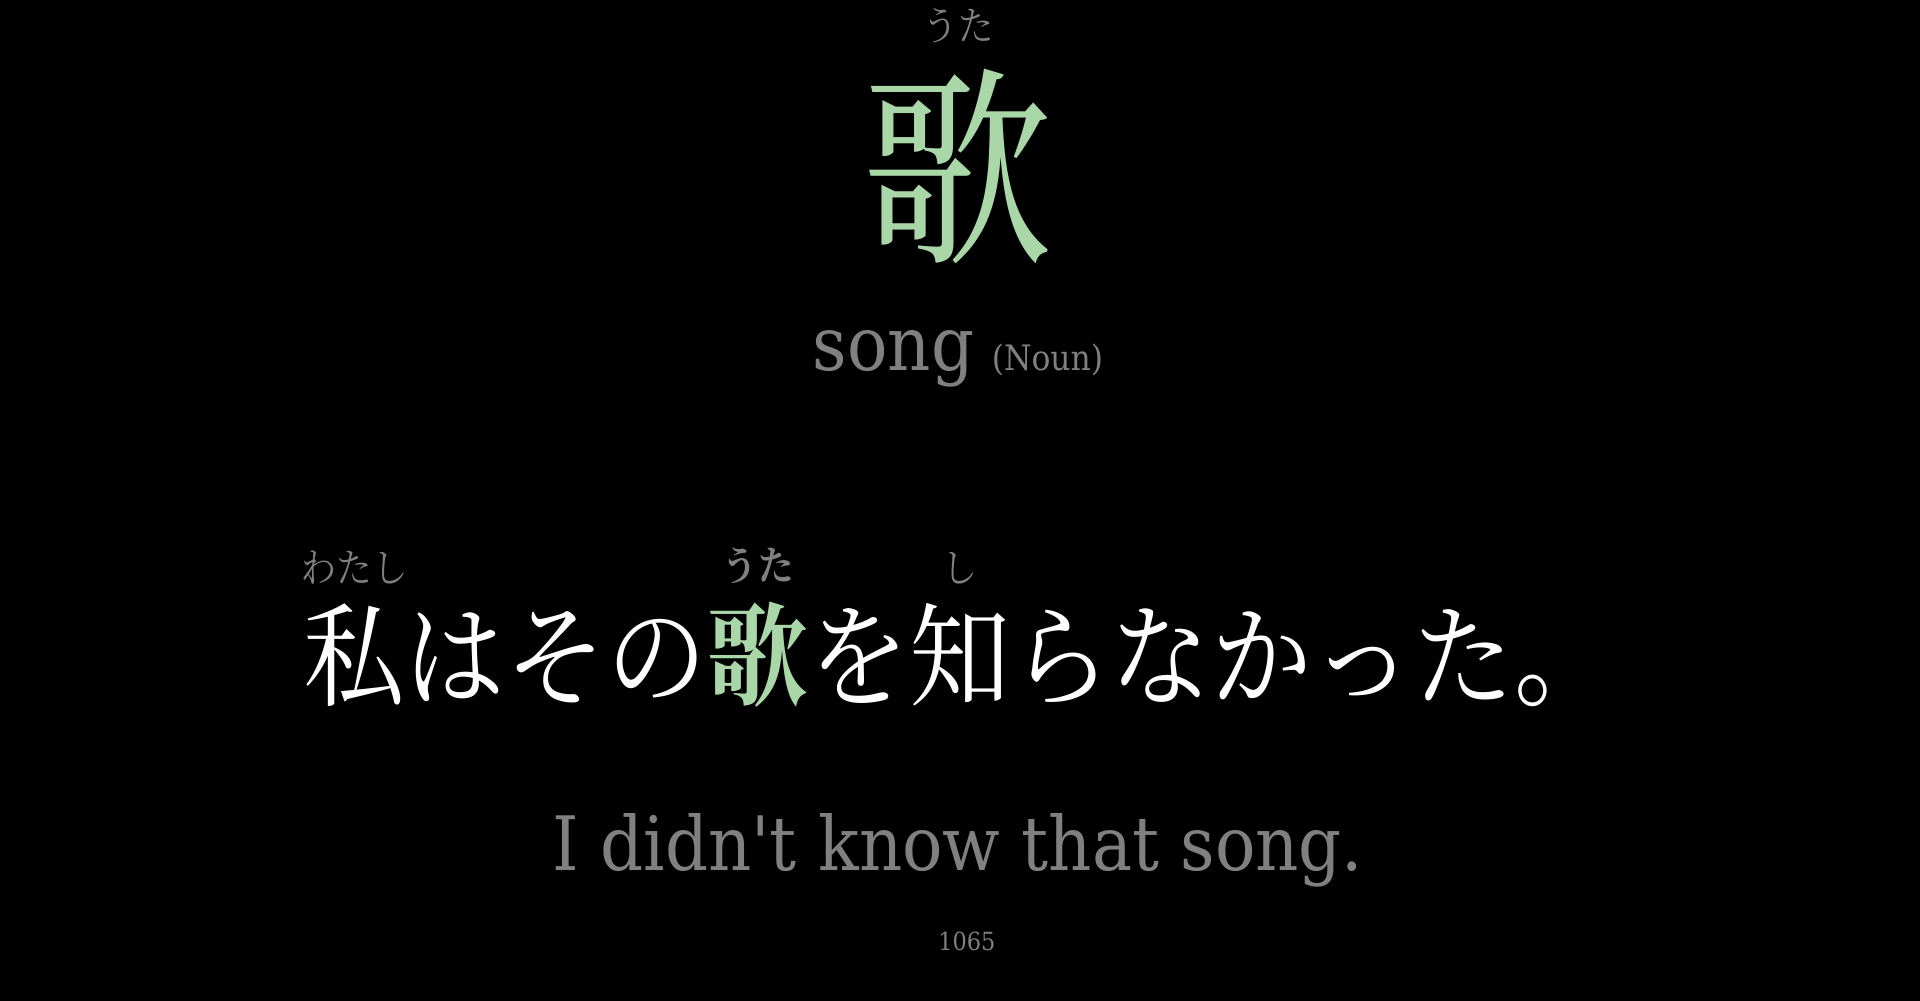 うた
歌
song (Noun)
わたし うた し
私はその歌を知らなかった。
I didn't know that song.
1065